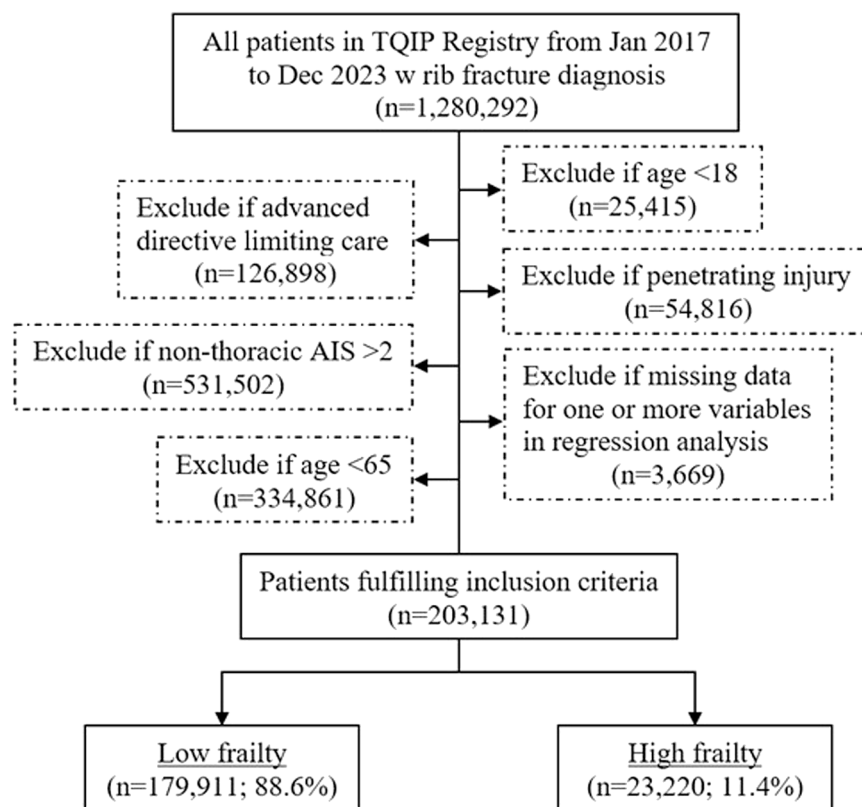 All patients in TQIP Registry from Jan 2017
to Dec 2023 w rib fracture diagnosis
(n=1,280,292)
Exclude if age <18
(n=25,415)
Exclude if advanced
directive limiting care
(n=126,898)
Exclude if penetrating injury
(n=54,816)
Exclude if non-thoracic AIS >2
(n=531,502)
Exclude if missing data
for one or more variables
in regression analysis
(n=3,669)
Exclude if age <65
(n=334,861)
Patients fulfilling inclusion criteria
(n=203,131)
Low frailty
(n=179,911; 88.6%)
High frailty
(n=23,220; 11.4%)